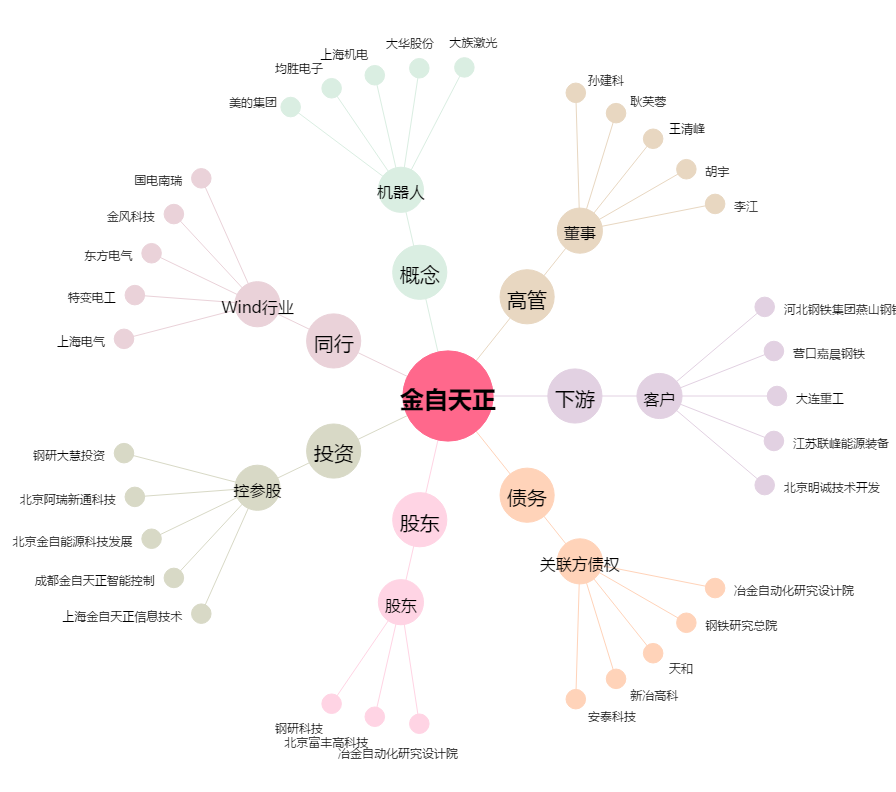 金自天正
概念
机器人
美的集团
均胜电子
上海机电
大华股份
大族激光
高管
董事
孙建科
耿芙蓉
王清峰
胡宇
李江
下游
客户
河北钢铁集团燕山钢铁
营口嘉晨钢铁
大连重工
江苏联峰能源装备
北京明诚技术开发
债务
关联方债权
冶金自动化研究设计院
钢铁研究总院
天和
新冶高科
安泰科技
股东
股东
钢研科技
北京富丰高科技
冶金自动化研究设计院
投资
控参股
钢研大慧投资
北京阿瑞新通科技
北京金自能源科技发展
成都金自天正智能控制
上海金自天正信息技术
同行
Wind行业
国电南瑞
金风科技
东方电气
特变电工
上海电气